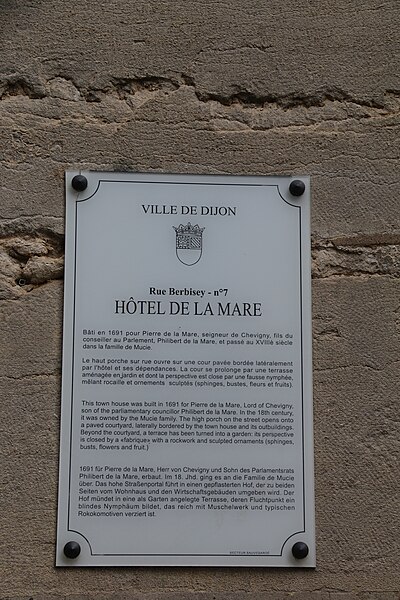 VILLE DE DIJON
Rue Berbisey - n°7
HÔTEL DE LA MARE
Bâti en 1691 pour Pierre de la Mare, seigneur de Chevigny, fils du
conseiller au Parlement, Philibert de la Mare, et passé au XVIIIè siècle
dans la famille de Mucie.
Le haut porche sur rue ouvre sur une cour pavée bordée latéralement
par l'hôtel et ses dépendances. La cour se prolonge par une terrasse
aménagée en jardin et dont la perspective est close par une fausse nymphée,
mêlant rocaille et ornements sculptés (sphinges, bustes, fleurs et fruits).
This town house was built in 1691 for Pierre de la Mare, Lord of Chevigny,
son of the parliamentary councillor Philibert de la Mare. In the 18th century,
it was owned by the Mucie family. The high porch on the street opens onto
a paved courtyard, laterally bordered by the town house and its outbuildings.
Beyond the courtyard, a terrace has been turned into a garden: its perspective
is closed by a «fabrique» with a rockwork and sculpted ornaments (sphinges,
busts, flowers and fruit.)
1691 für Pierre de la Mare, Herr von Chevigny und Sohn des Parlamentsrats
Philibert de la Mare, erbaut. Im 18. Jhd. ging es an die Familie de Mucie
über. Das hohe Straßenportal führt in einen gepflasterten Hof, der zu beiden
Seiten vom Wohnhaus und den Wirtschaftsgebäuden umgeben wird. Der
Hof mündet in eine als Garten angelegte Terrasse, deren Fluchtpunkt ein
blindes Nymphäum bildet, das reich mit Muschelwerk und typischen
Rokokomotiven verziert ist.
SECTEUR SAUVEGARDÉ